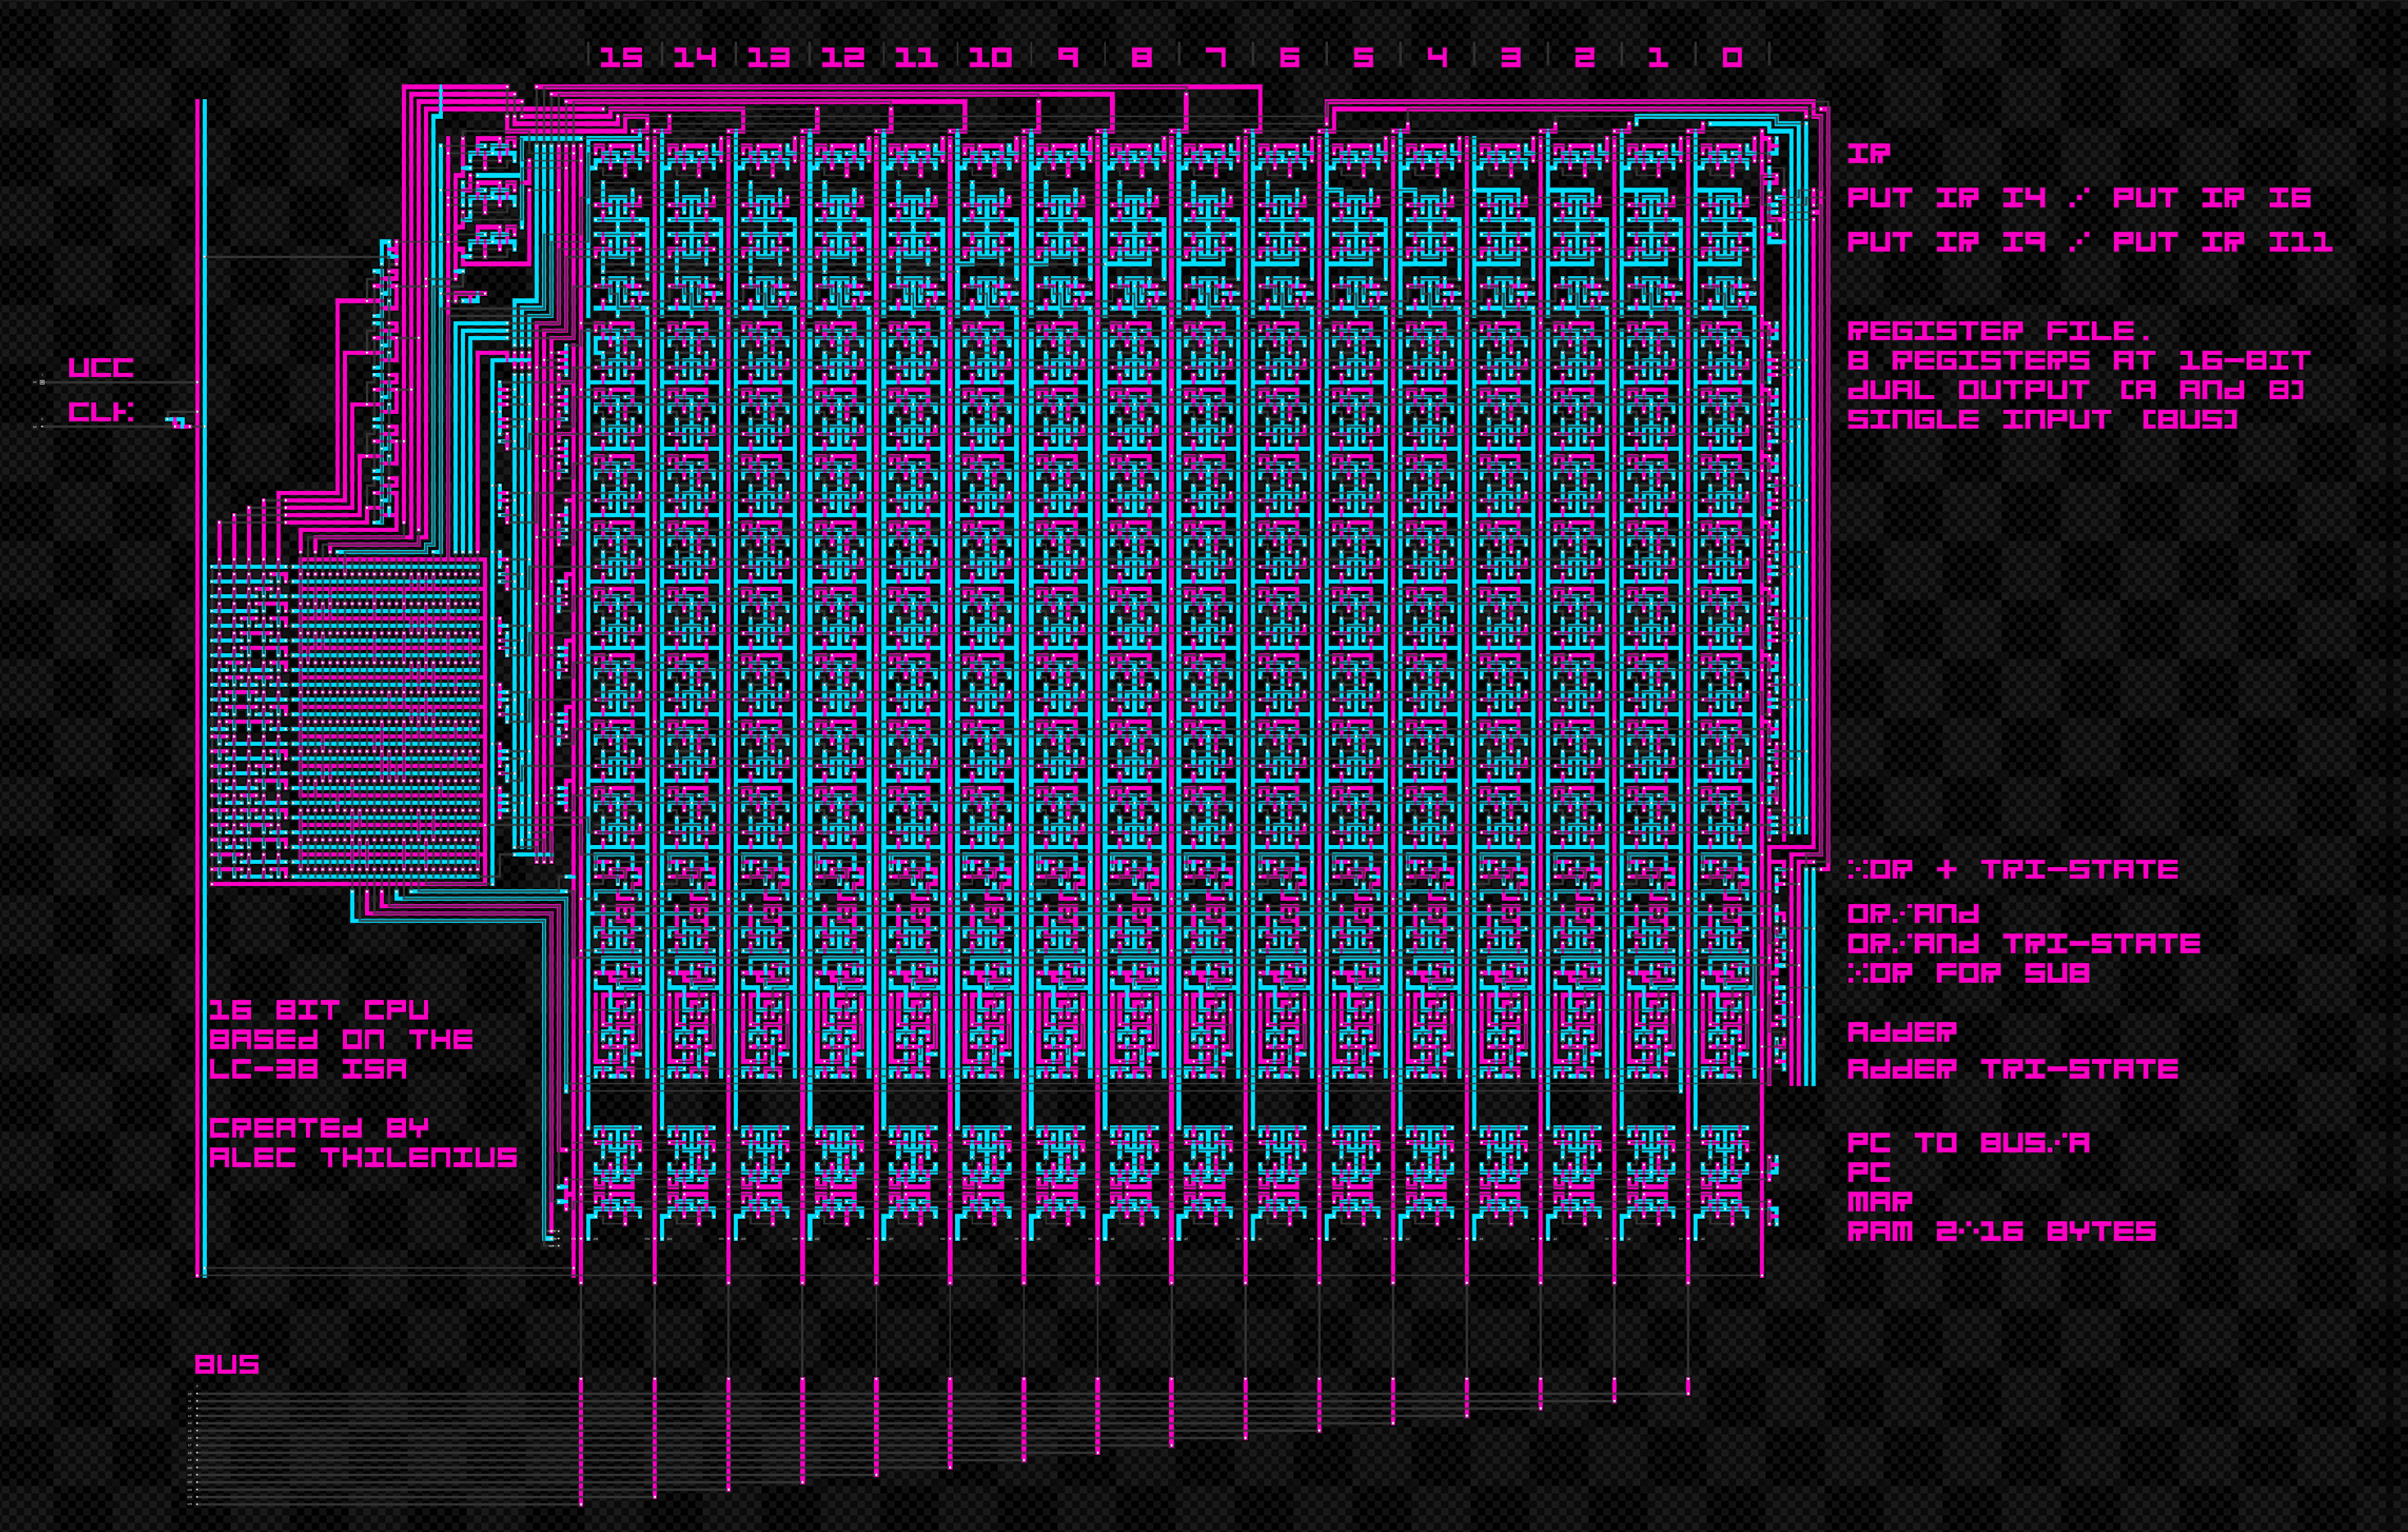 15 14 13 12 11 10 9 8 7 6 5 4 3 2 1 0
IR
PUT IR I4 / PUT IR I6
PUT IR I9 / PUT IR I11
REGISTER FILE.
8 REGISTERS AT 16-BIT
DUAL OUTPUT [A AND B]
SINGLE INPUT [BUS]
VCC
CLK
XOR + TRI-STATE
OR/AND
OR/AND TRI-STATE
XOR FOR SUB
ADDER
ADDER TRI-STATE
16 BIT CPU
BASED ON THE
LC-3B ISA
CREATED BY
ALEC THILENIUS
PC TO BUS/A
PC
MAR
RAM 2^16 BYTES
BUS